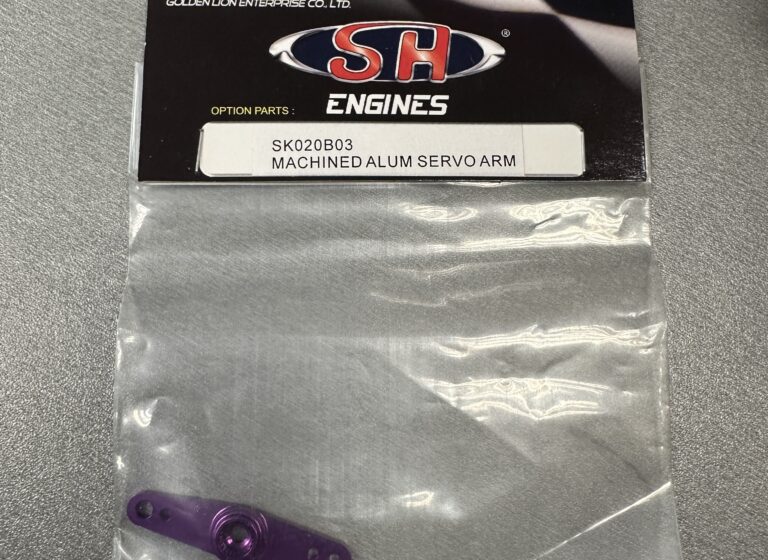 GOLDEN LION ENTERPRISE CO., LTD.
SH ®
ENGINES
OPTION PARTS :
SK020B03
MACHINED ALUM SERVO ARM